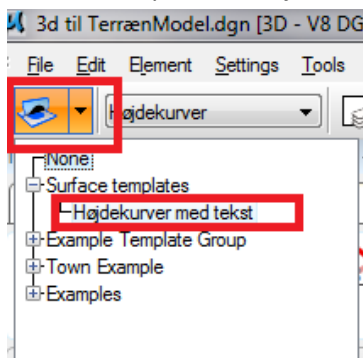 3d til TerrænModel.dgn [3D - V8 DG
File Edit Element Settings Tools
Højdekurver
None
Surface templates
Højdekurver med tekst
Example Template Group
Town Example
Examples